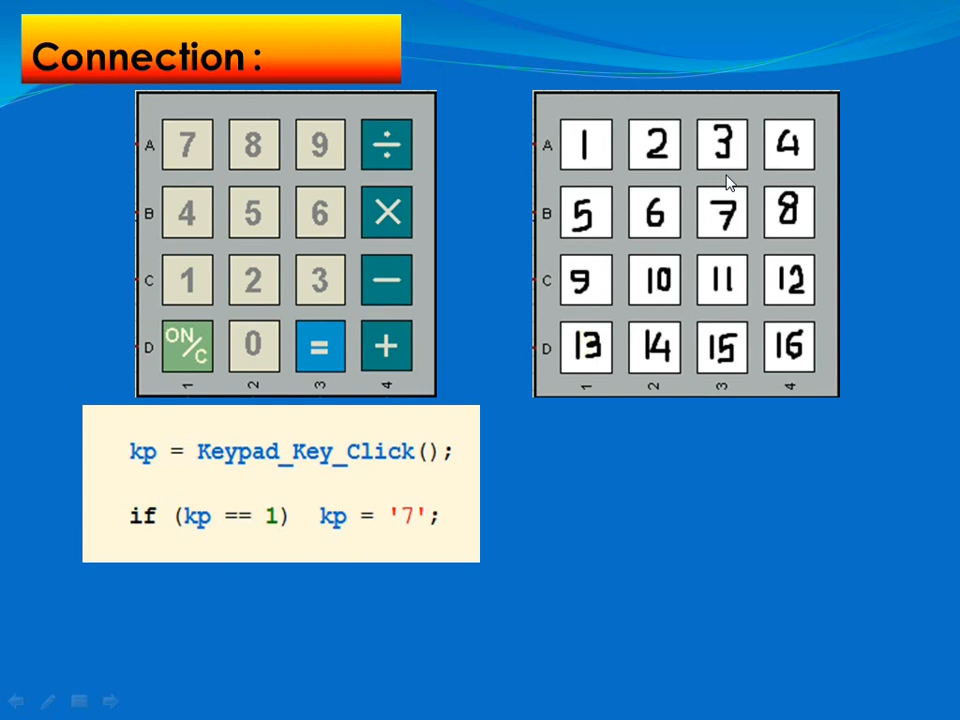 Connection :
A 7 8 9 ÷
B 4 5 6 ×
C 1 2 3 −
D ON/C 0 = +
1 2 3 4
A 1 2 3 4
B 5 6 7 8
C 9 10 11 12
D 13 14 15 16
1 2 3 4
kp = Keypad_Key_Click();
if (kp == 1) kp = '7';